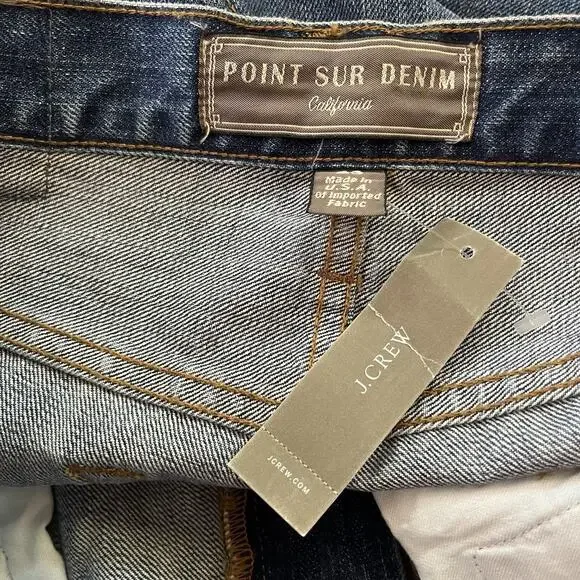 POINT SUR DENIM
California
Made in
U.S.A.
Of Imported
Fabric
J.CREW
JCREW.COM